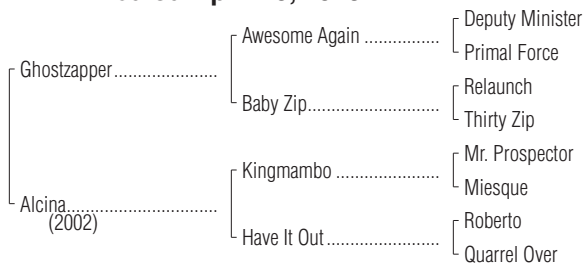 Deputy Minister
Awesome Again ................
Primal Force
Ghostzapper......................
Relaunch
Baby Zip............................
Thirty Zip
Mr. Prospector
Kingmambo ......................
Miesque
Alcina................................
(2002)
Roberto
Have It Out........................
Quarrel Over